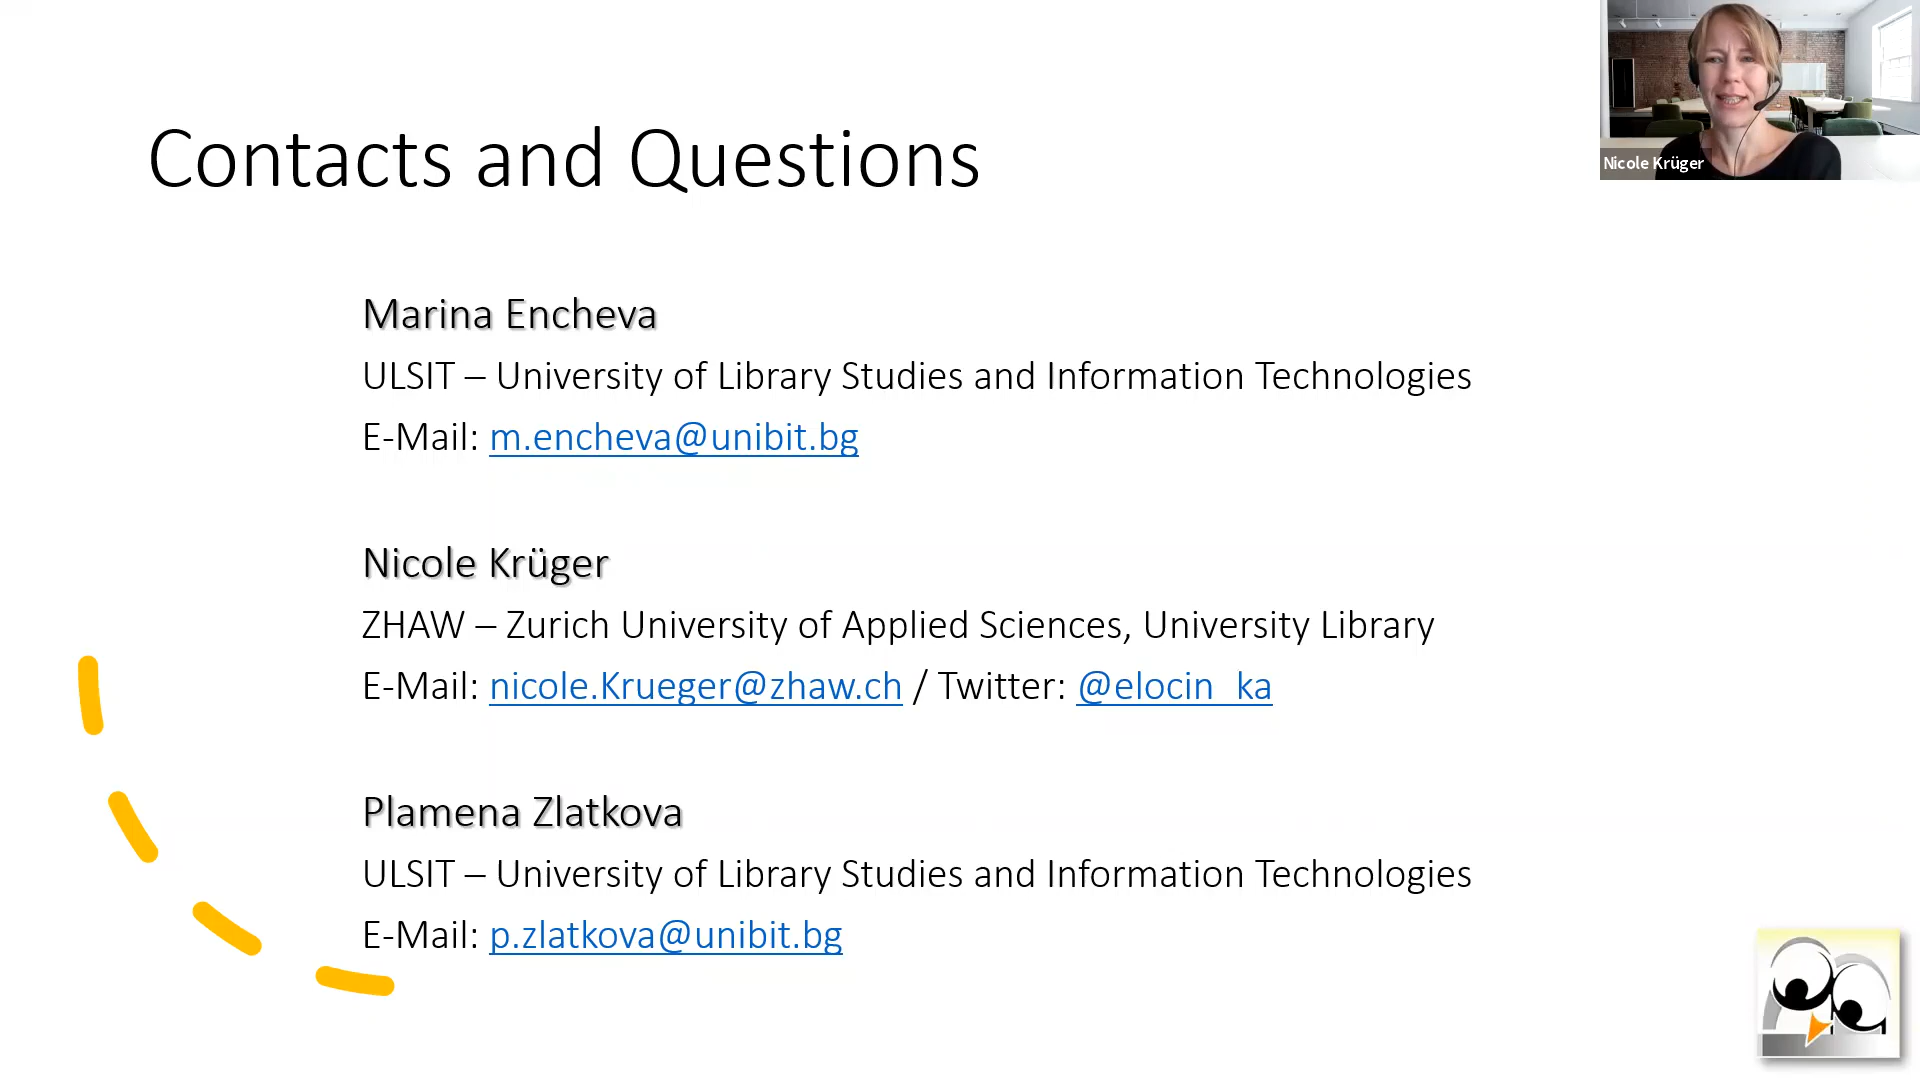 Contacts and Questions
Nicole Krüger
Marina Encheva
ULSIT – University of Library Studies and Information Technologies
E-Mail: m.encheva@unibit.bg
Nicole Krüger
ZHAW – Zurich University of Applied Sciences, University Library
E-Mail: nicole.Krueger@zhaw.ch / Twitter: @elocin_ka
Plamena Zlatkova
ULSIT – University of Library Studies and Information Technologies
E-Mail: p.zlatkova@unibit.bg